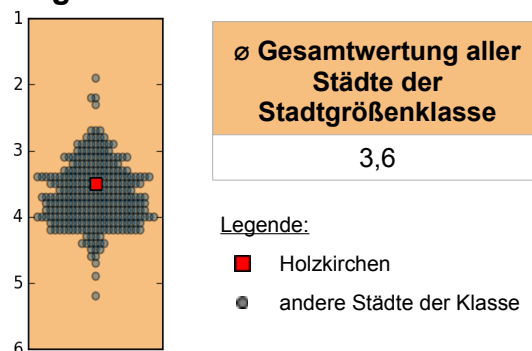 1
2
3
4
5
6
⌀ Gesamtwertung aller
Städte der
Stadtgrößenklasse
3,6
Legende:
Holzkirchen
andere Städte der Klasse